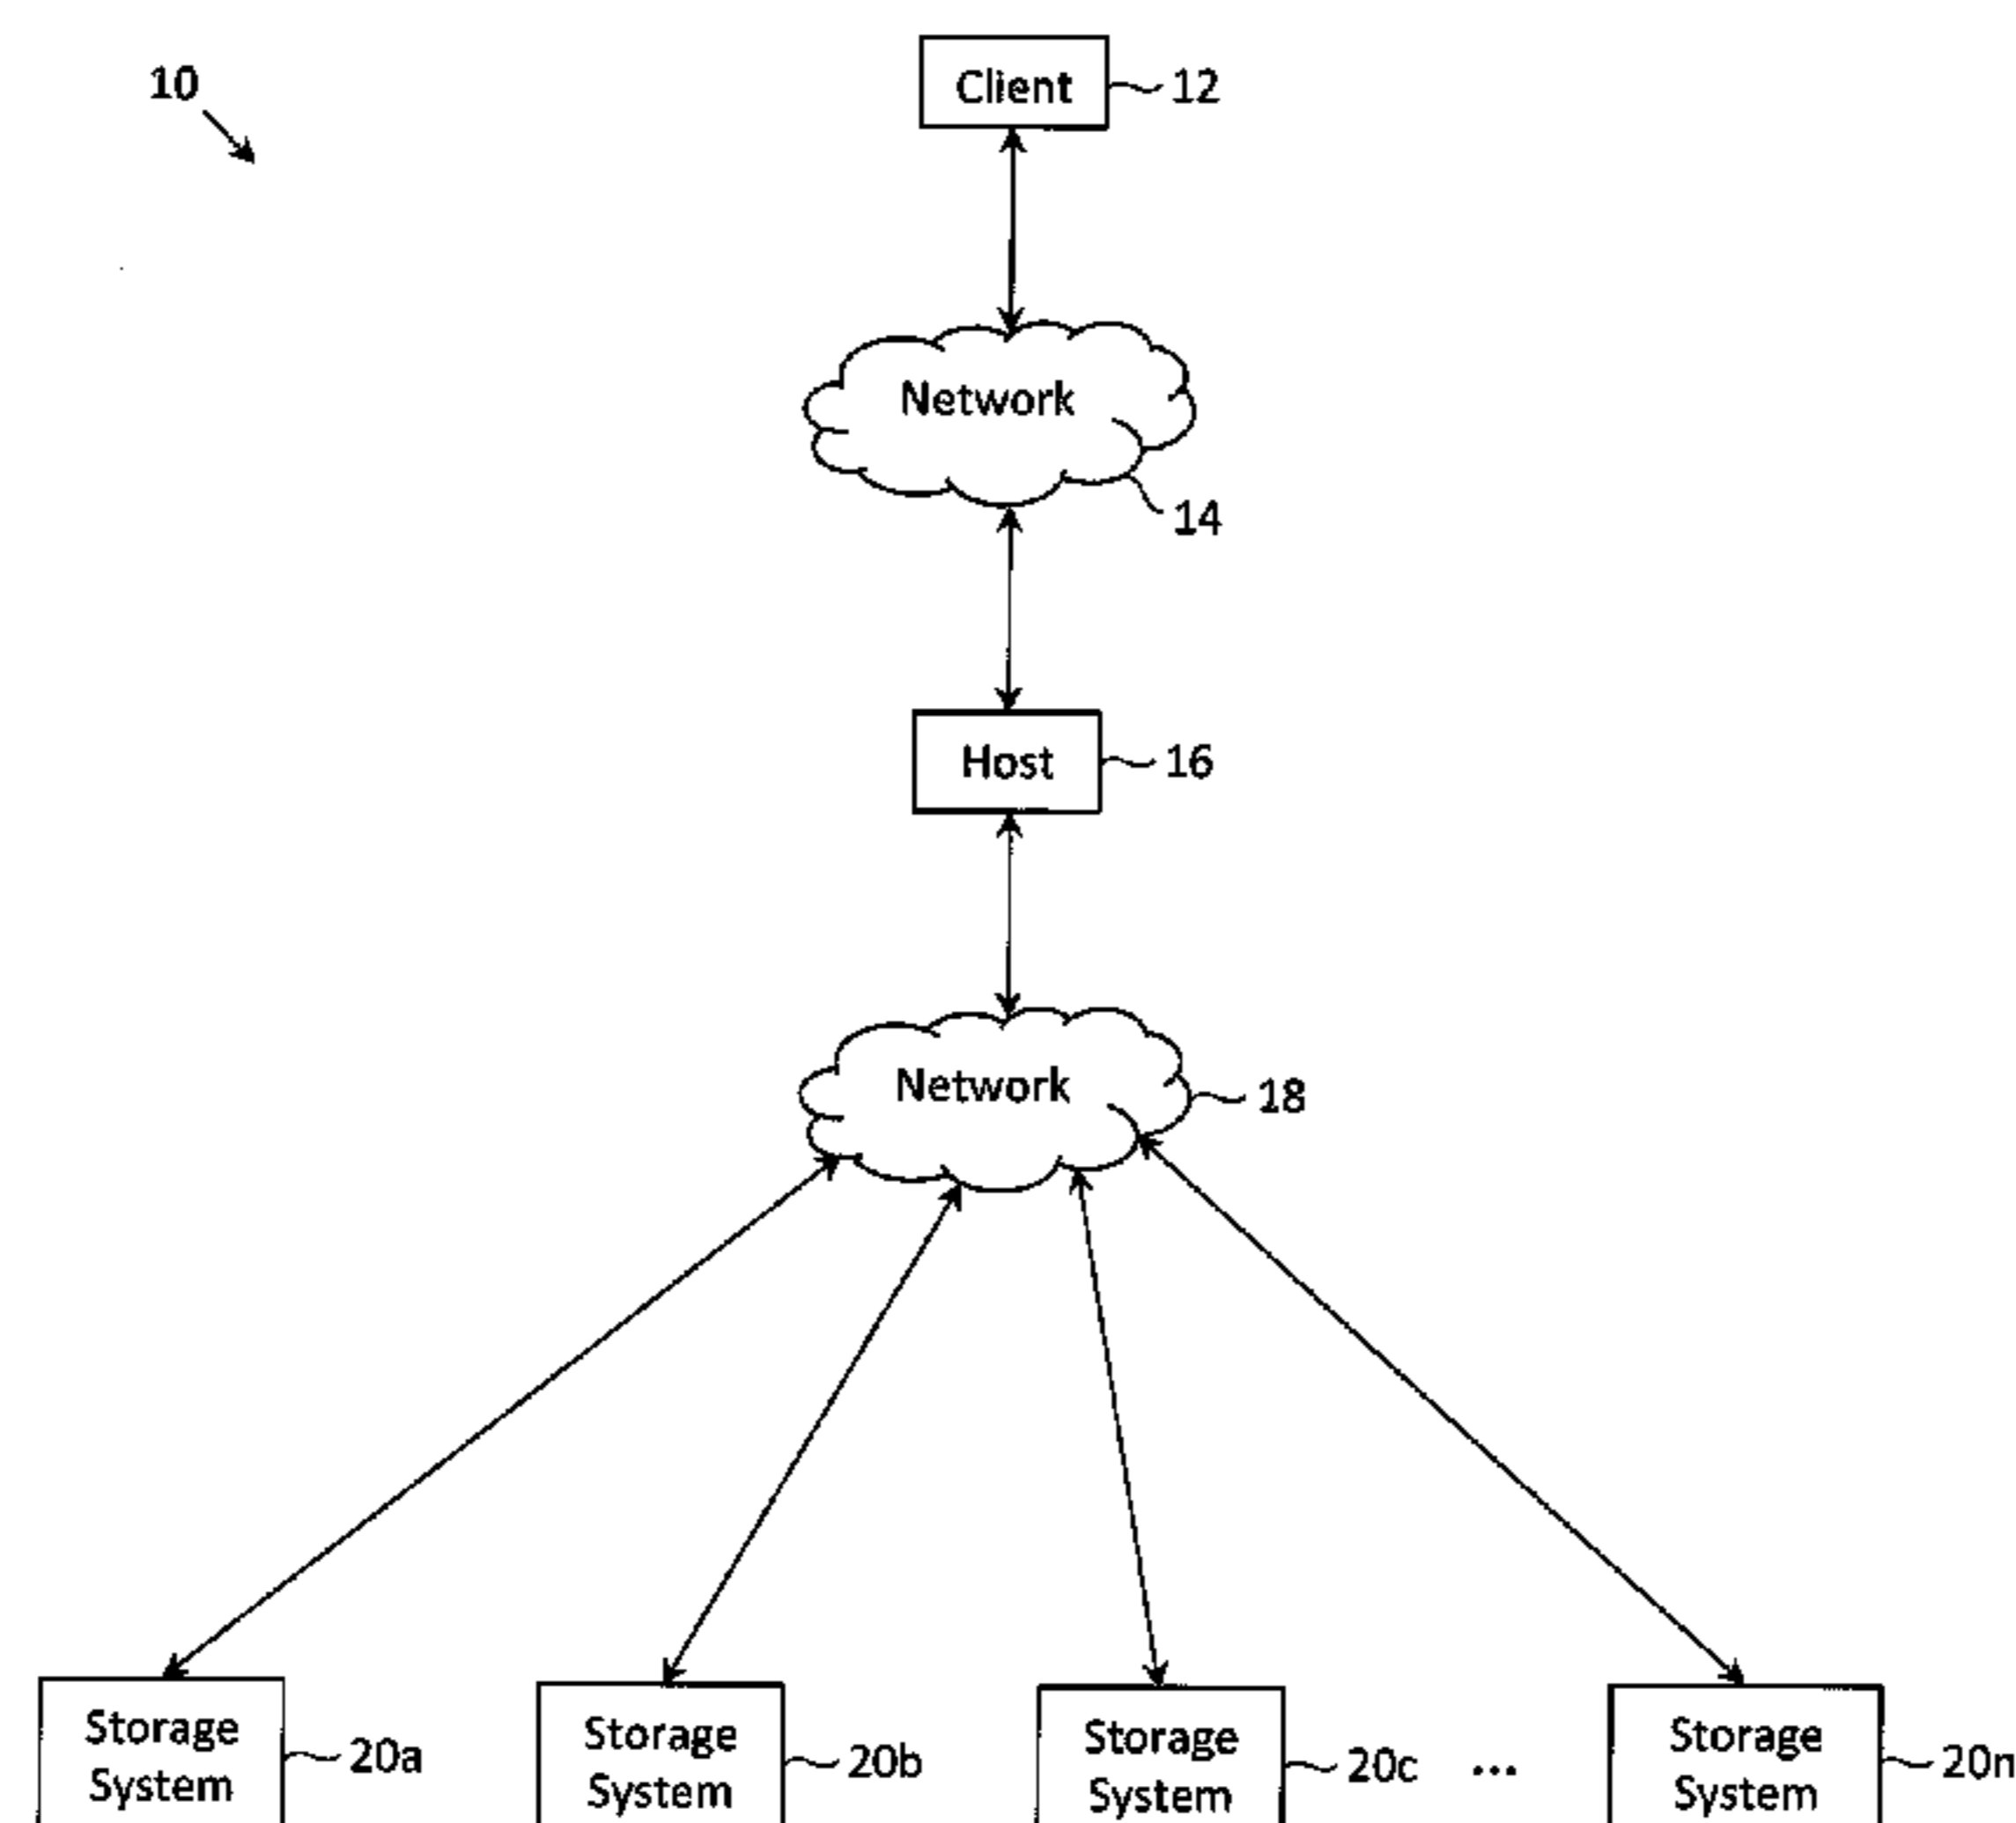 10
Client
12
Network
14
Host
16
Network
18
Storage
System
20a
Storage
System
20b
Storage
System
20c
...
Storage
System
20n